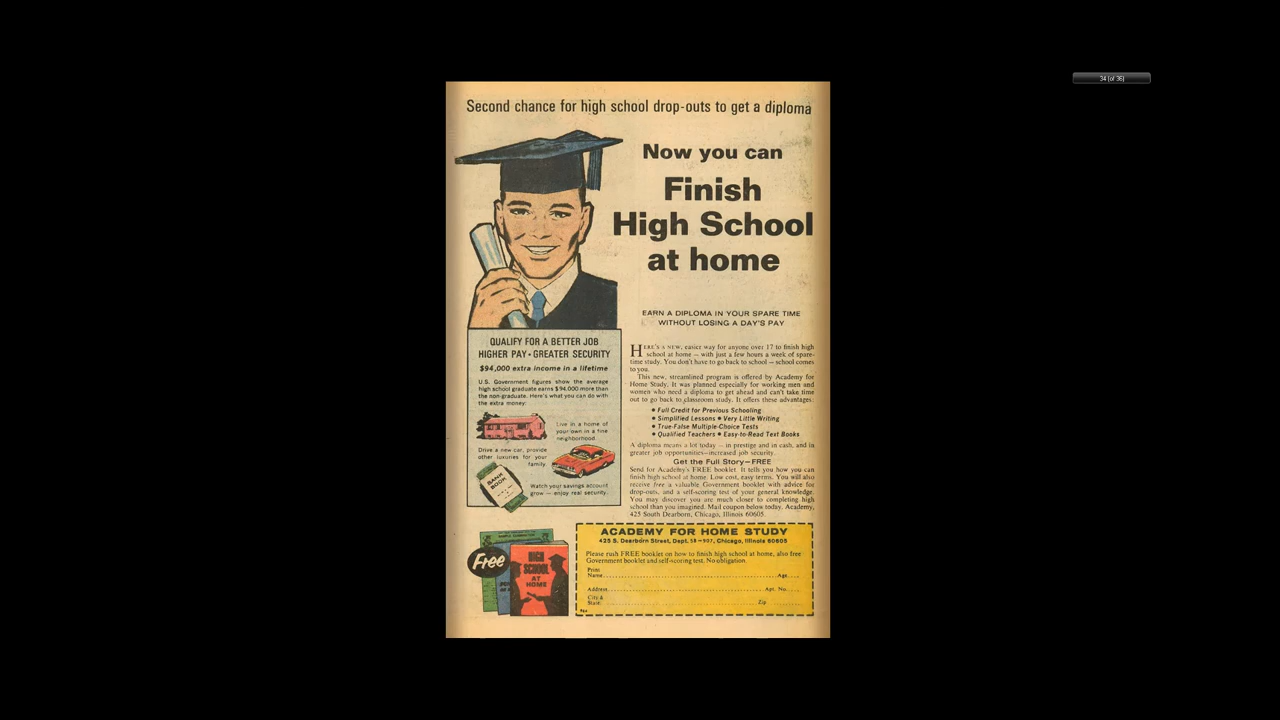 34 (of 36)
Second chance for high school drop-outs to get a diploma
Now you can
Finish
High School
at home
EARN A DIPLOMA IN YOUR SPARE TIME
WITHOUT LOSING A DAY'S PAY
QUALIFY FOR A BETTER JOB
HIGHER PAY • GREATER SECURITY
$94,000 extra income in a lifetime
U.S. Government figures show the average
high school graduate earns $94,000 more than
the non-graduate. Here's what you can do with
the extra money:
Live in a home of
your own in a fine
neighborhood.
Drive a new car, provide
other luxuries for your
family.
BANK
BOOK
Watch your savings account
grow — enjoy real security.
HERE'S A NEW, easier way for anyone over 17 to finish high
school at home — with just a few hours a week of spare-
time study. You don't have to go back to school — school comes
to you.
This new, streamlined program is offered by Academy for
Home Study. It was planned especially for working men and
women who need a diploma to get ahead and can't take time
out to go back to classroom study. It offers these advantages:
• Full Credit for Previous Schooling
• Simplified Lessons • Very Little Writing
• True-False Multiple-Choice Tests
• Qualified Teachers • Easy-to-Read Text Books
A diploma means a lot today — in prestige and in cash, and in
greater job opportunities—increased job security.
Get the Full Story—FREE
Send for Academy's FREE booklet. It tells you how you can
finish high school at home. Low cost, easy terms. You will also
receive free a valuable Government booklet with advice for
drop-outs, and a self-scoring test of your general knowledge.
You may discover you are much closer to completing high
school than you imagined. Mail coupon below today. Academy,
425 South Dearborn, Chicago, Illinois 60605.
Free
HIGH
SCHOOL
AT
HOME
ACADEMY FOR HOME STUDY
425 S. Dearborn Street, Dept. 58-907, Chicago, Illinois 60605
Please rush FREE booklet on how to finish high school at home, also free
Government booklet and self-scoring test. No obligation.
Print
Name Age
Address Apt. No.
City &
State Zip